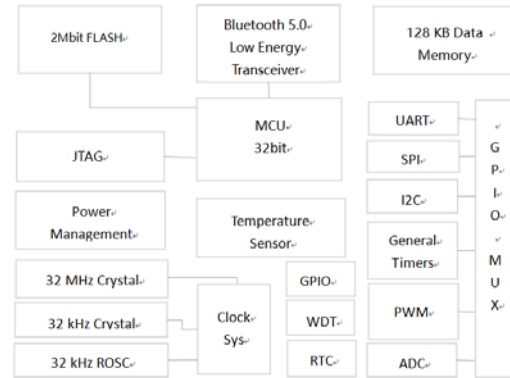 2Mbit FLASH
Bluetooth 5.0
Low Energy
Transceiver
128 KB Data
Memory
MCU
32bit
JTAG
UART
SPI
I2C
General
Timers
PWM
ADC
GPIO MUX
Power
Management
Temperature
Sensor
32 MHz Crystal
32 kHz Crystal
32 kHz ROSC
Clock
Sys
GPIO
WDT
RTC